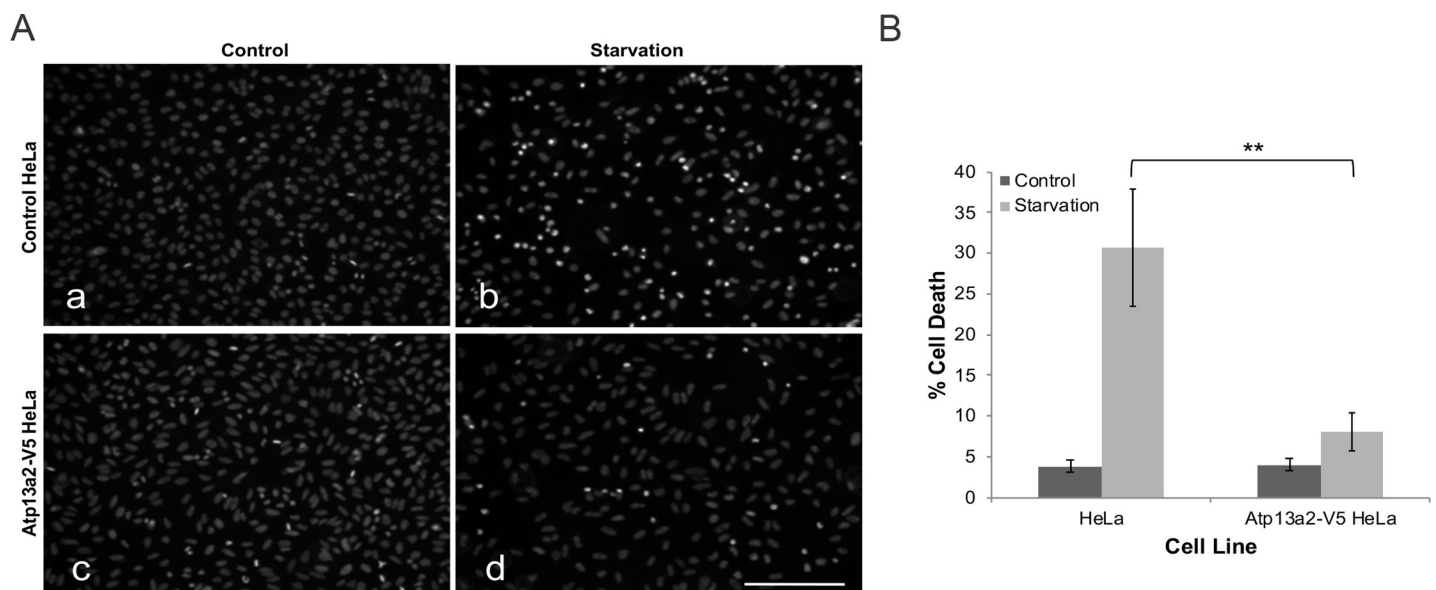 A
Control
Starvation
Control HeLa
a
b
Atp13a2-V5 HeLa
c
d
B
**
Control
Starvation
% Cell Death
40
35
30
25
20
15
10
5
0
HeLa
Atp13a2-V5 HeLa
Cell Line